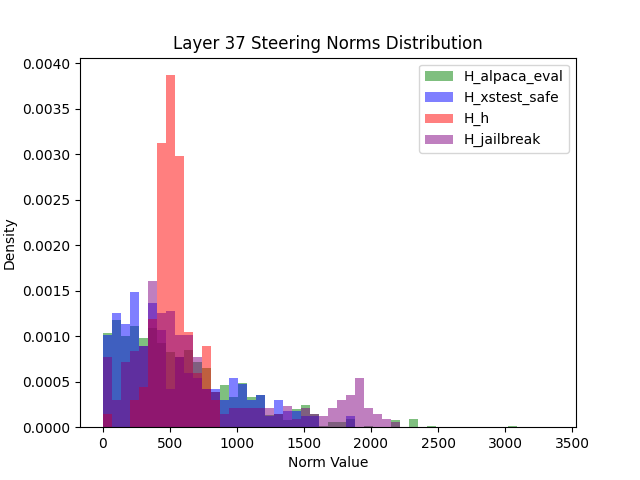 Layer 37 Steering Norms Distribution
H_alpaca_eval
H_xstest_safe
H_h
H_jailbreak
0.0040
0.0035
0.0030
0.0025
0.0020
0.0015
0.0010
0.0005
0.0000
Density
0 500 1000 1500 2000 2500 3000 3500
Norm Value